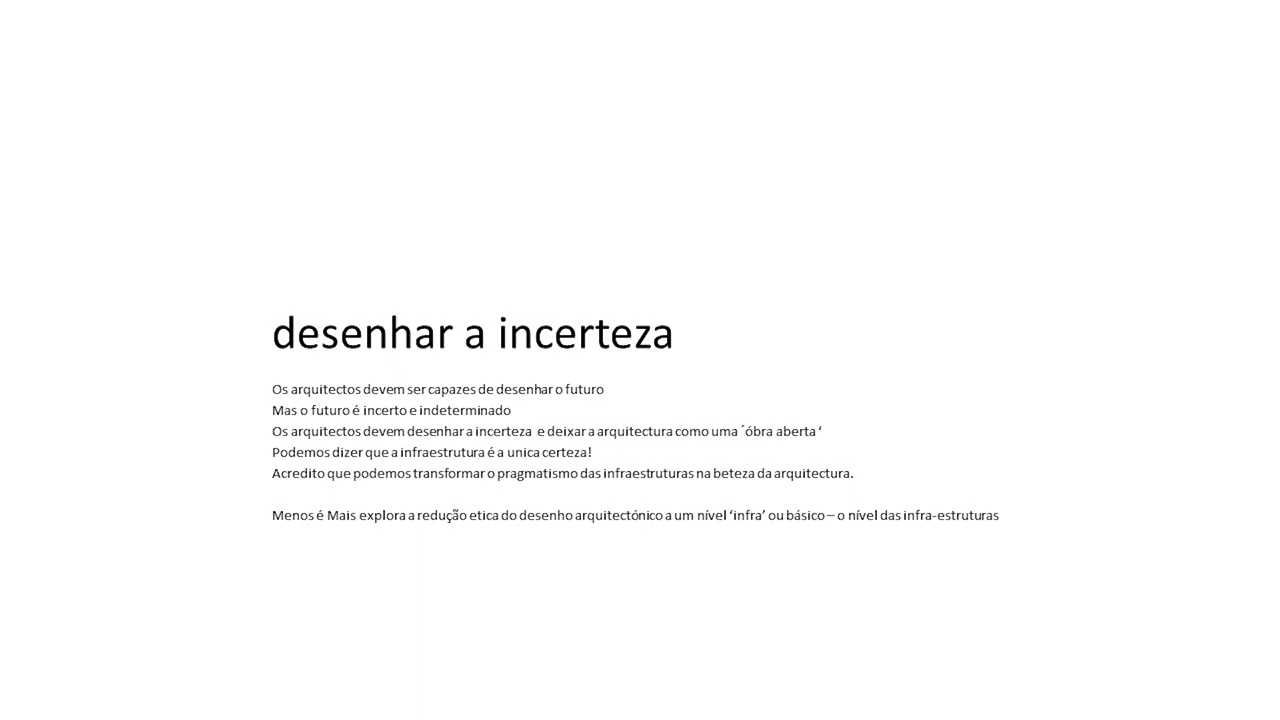 desenhar a incerteza
Os arquitectos devem ser capazes de desenhar o futuro
Mas o futuro é incerto e indeterminado
Os arquitectos devem desenhar a incerteza e deixar a arquitectura como uma ´óbra aberta ‘
Podemos dizer que a infraestrutura é a unica certeza!
Acredito que podemos transformar o pragmatismo das infraestruturas na beteza da arquitectura.
Menos é Mais explora a redução etica do desenho arquitectónico a um nível ‘infra’ ou básico – o nível das infra-estruturas